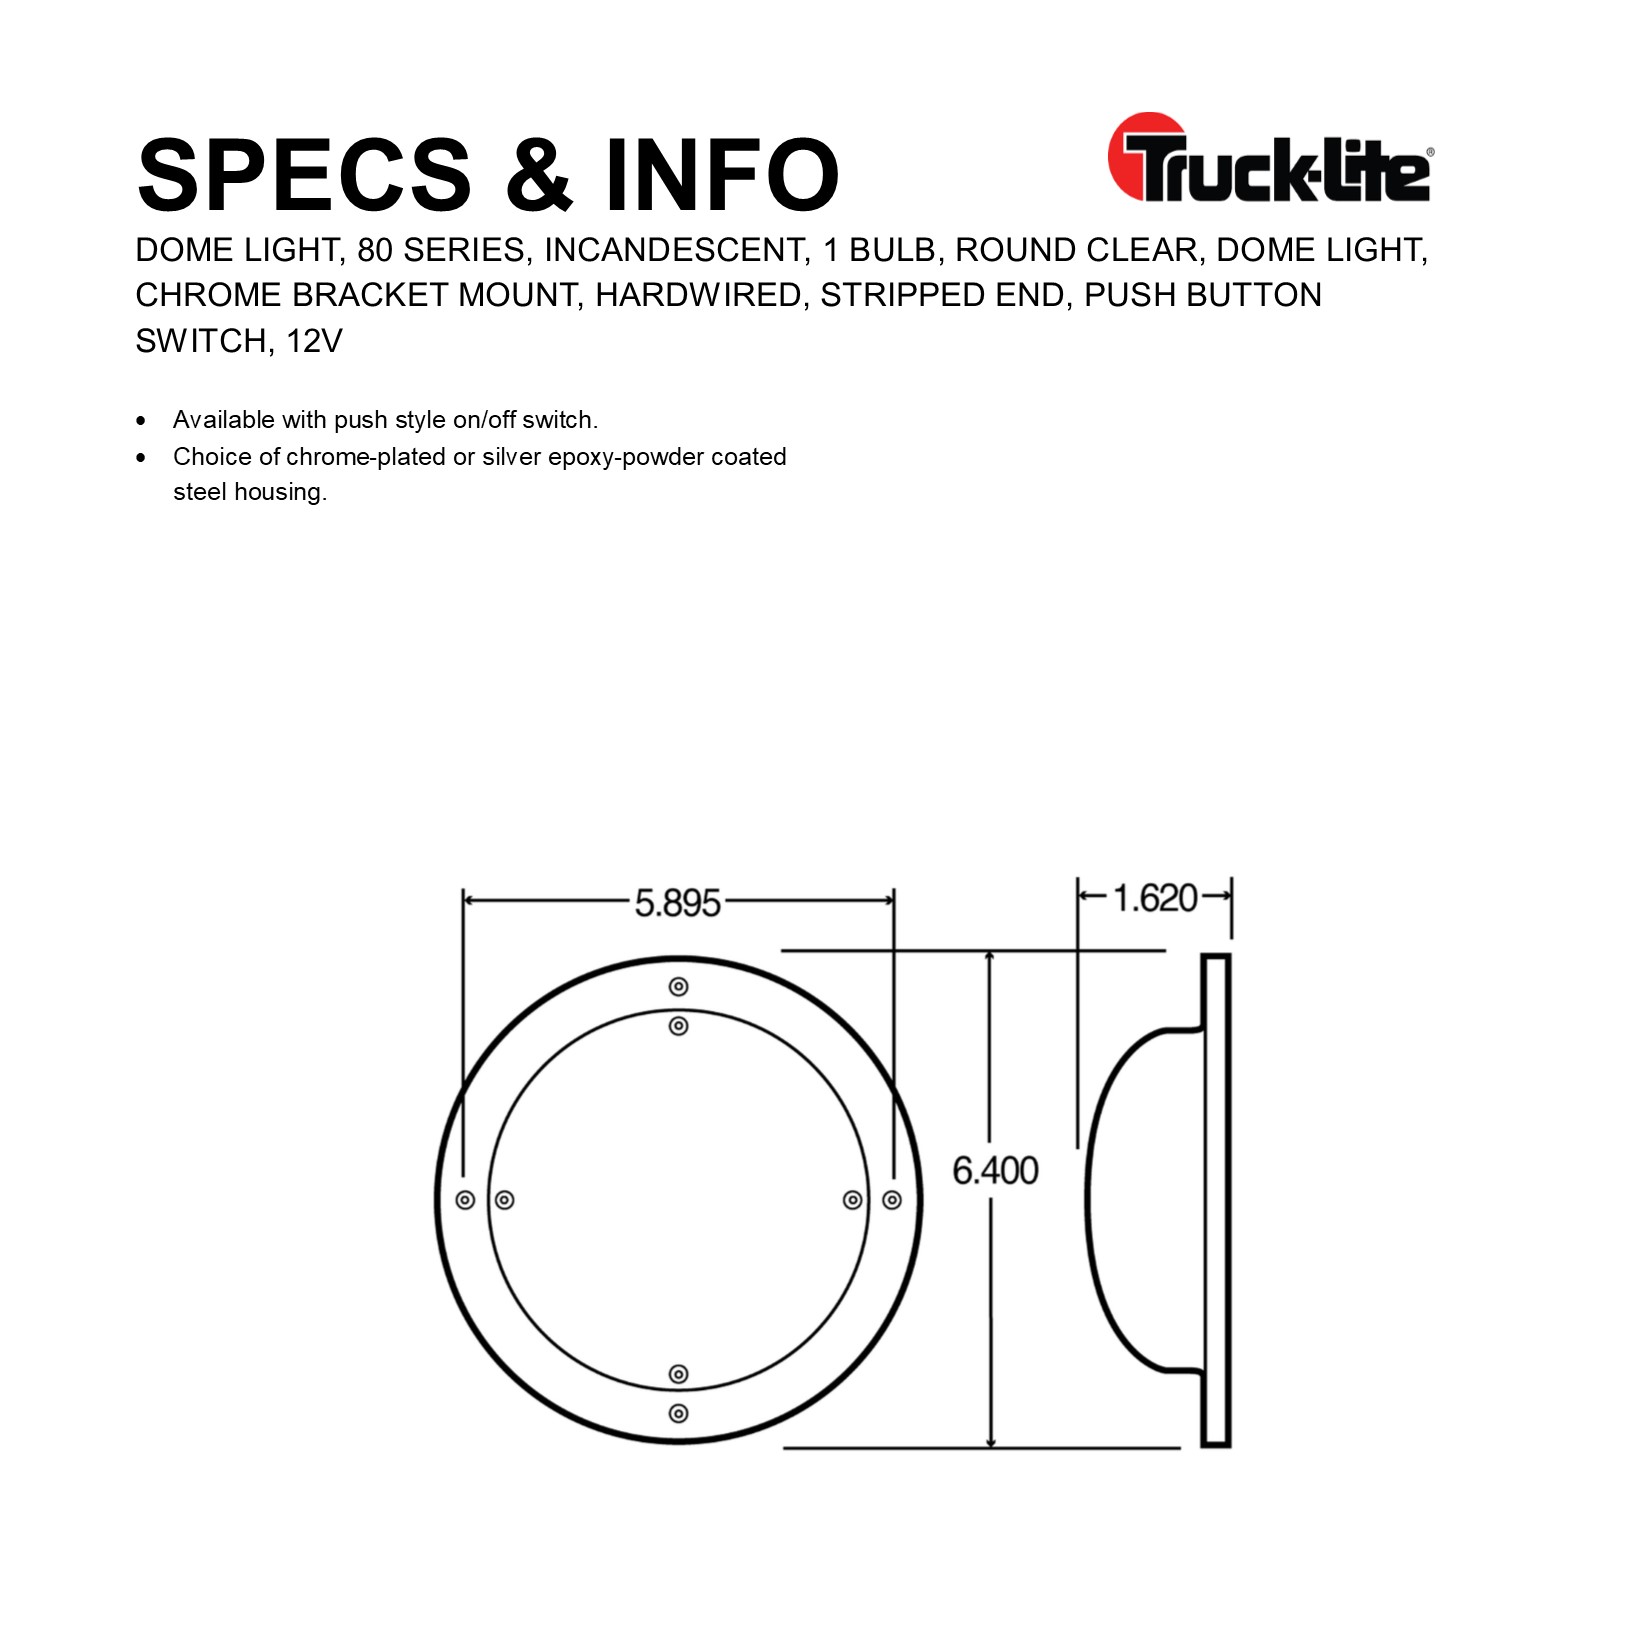 SPECS & INFO
Truck-Lite®
DOME LIGHT, 80 SERIES, INCANDESCENT, 1 BULB, ROUND CLEAR, DOME LIGHT,
CHROME BRACKET MOUNT, HARDWIRED, STRIPPED END, PUSH BUTTON
SWITCH, 12V
• Available with push style on/off switch.
• Choice of chrome-plated or silver epoxy-powder coated
steel housing.
5.895
1.620
6.400